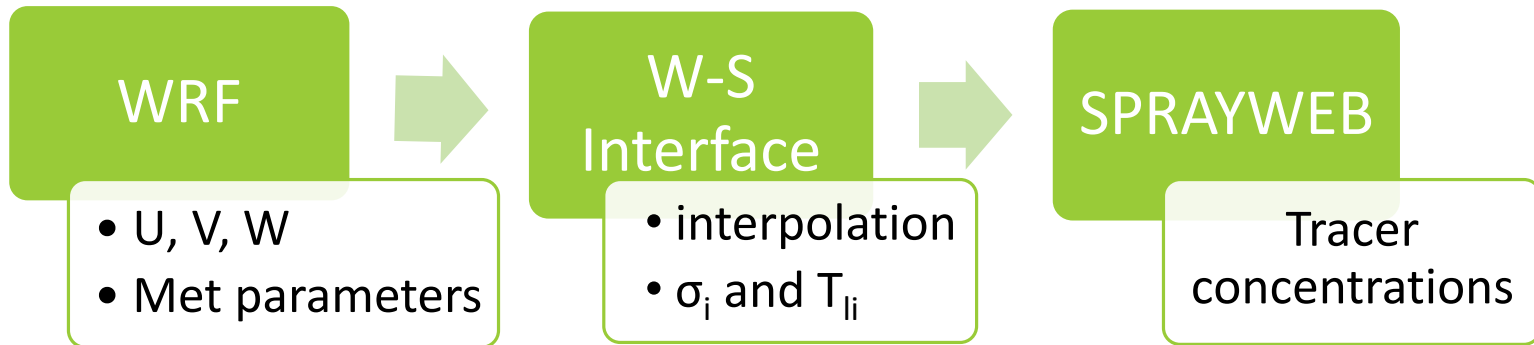 WRF
• U, V, W
• Met parameters
W-S
Interface
• interpolation
• σi and Tli
SPRAYWEB
Tracer
concentrations